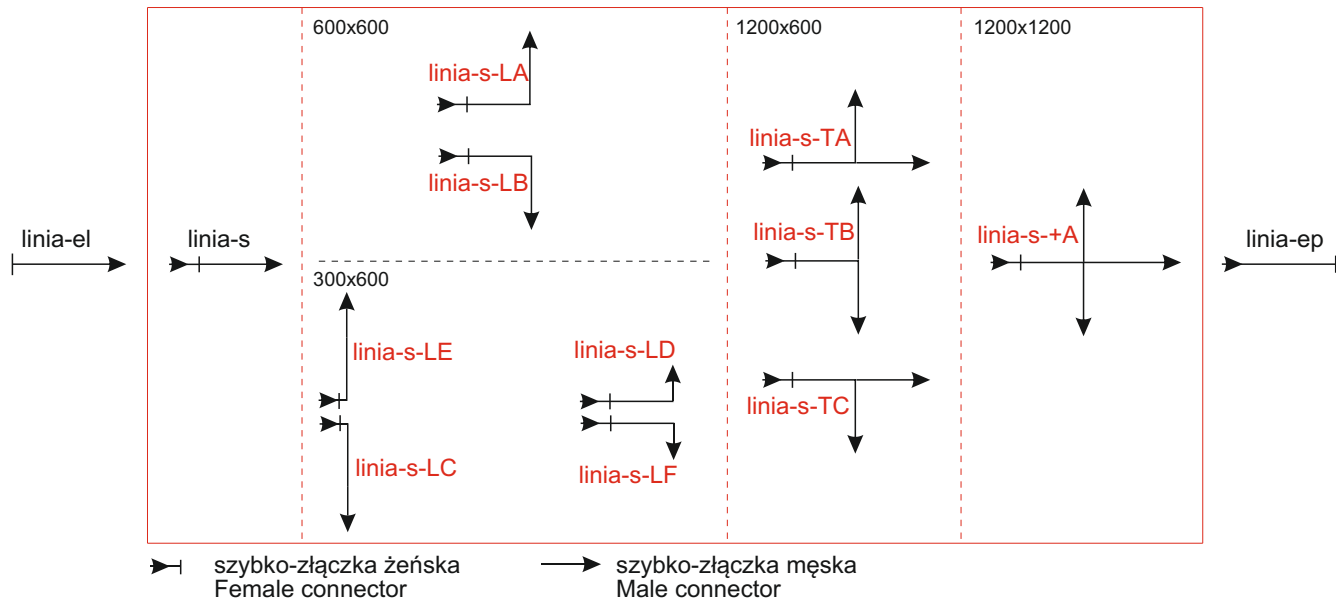 600x600
1200x600
1200x1200
linia-s-LA
linia-s-TA
linia-s-LB
linia-el
linia-s
linia-s-TB
linia-s-+A
linia-ep
300x600
linia-s-LE
linia-s-LD
linia-s-TC
linia-s-LC
linia-s-LF
szybko-złączka żeńska
Female connector
szybko-złączka męska
Male connector